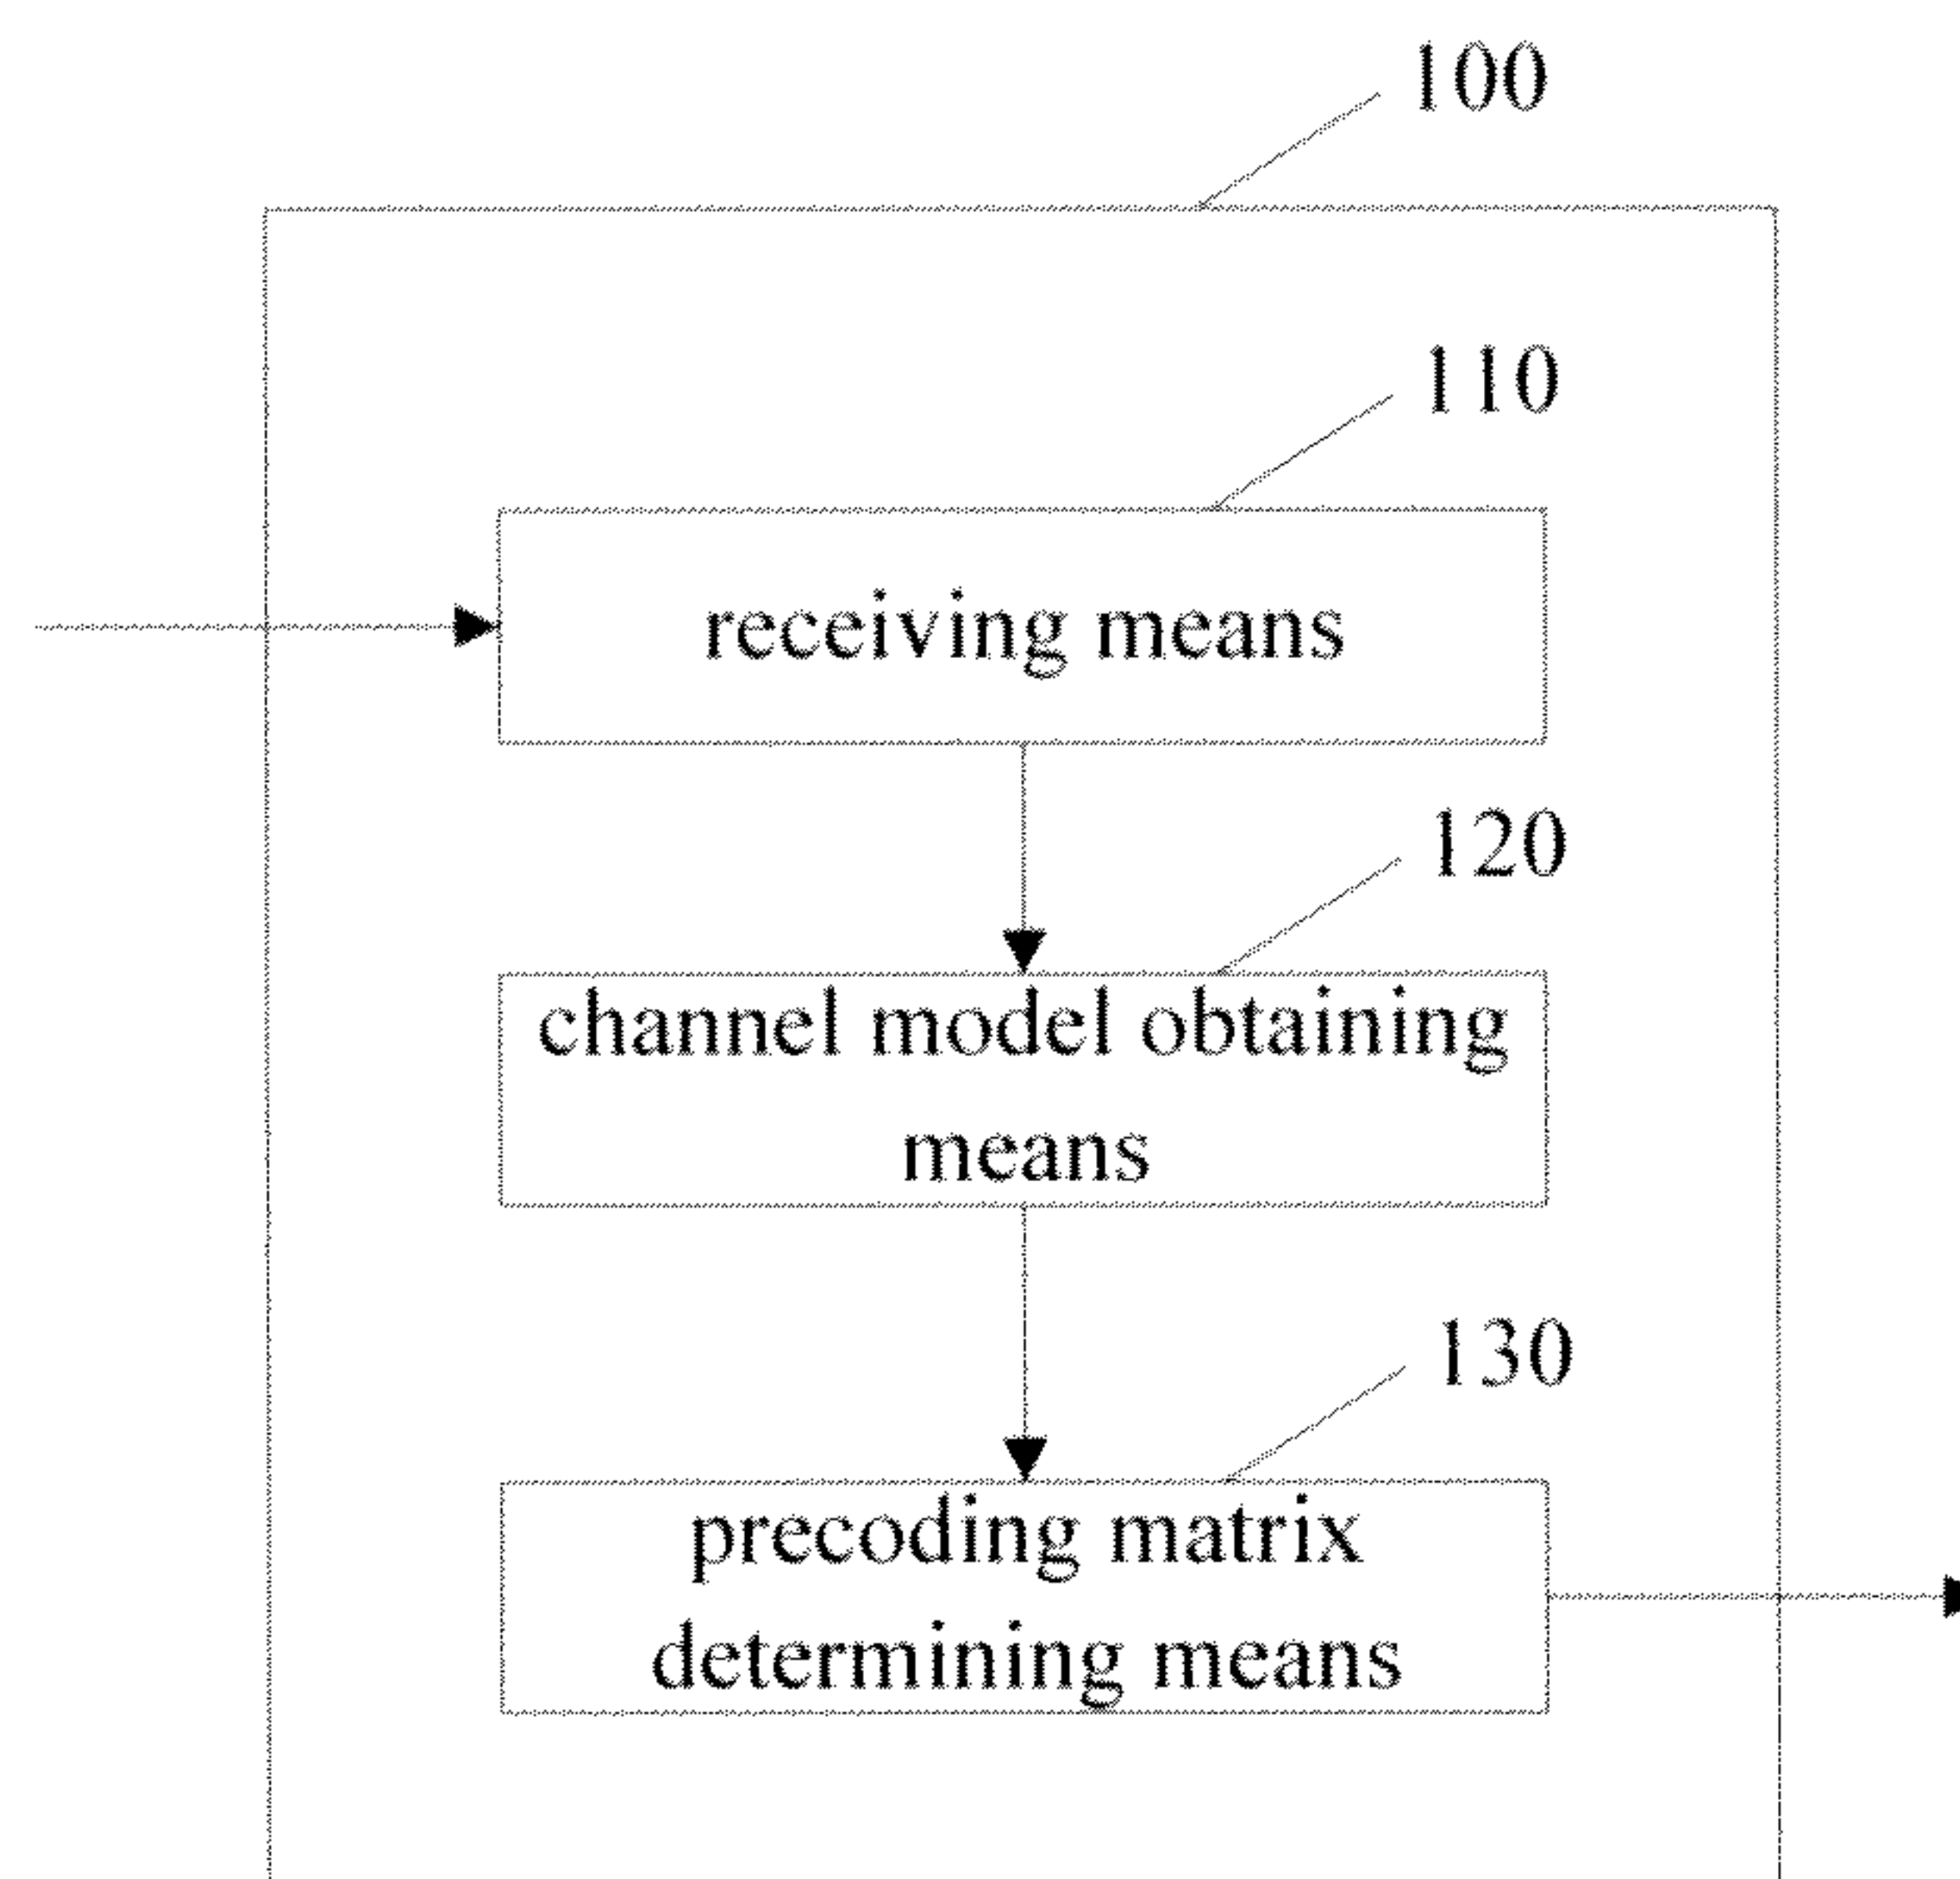 100
110
receiving means
120
channel model obtaining
means
130
precoding matrix
determining means